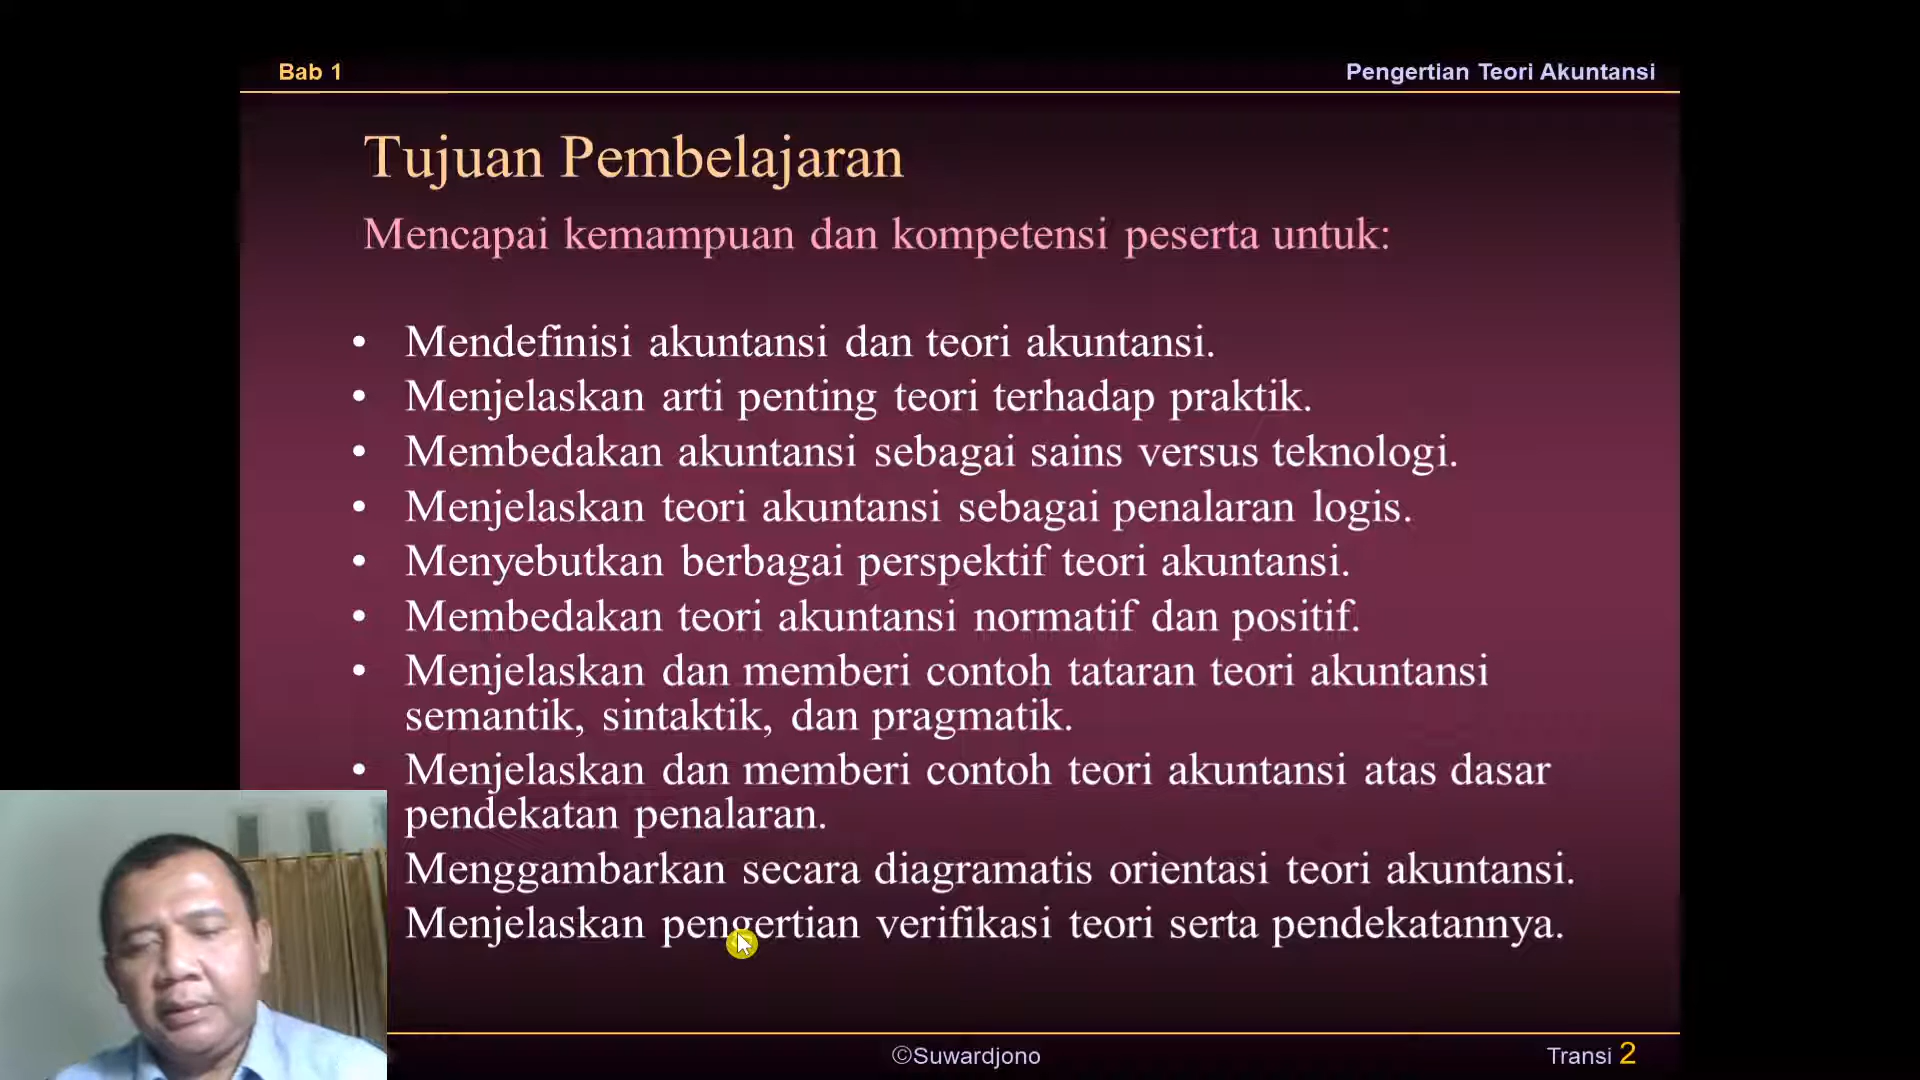 Bab 1
Pengertian Teori Akuntansi
Tujuan Pembelajaran
Mencapai kemampuan dan kompetensi peserta untuk:
• Mendefinisi akuntansi dan teori akuntansi.
• Menjelaskan arti penting teori terhadap praktik.
• Membedakan akuntansi sebagai sains versus teknologi.
• Menjelaskan teori akuntansi sebagai penalaran logis.
• Menyebutkan berbagai perspektif teori akuntansi.
• Membedakan teori akuntansi normatif dan positif.
• Menjelaskan dan memberi contoh tataran teori akuntansi
semantik, sintaktik, dan pragmatik.
• Menjelaskan dan memberi contoh teori akuntansi atas dasar
pendekatan penalaran.
Menggambarkan secara diagramatis orientasi teori akuntansi.
Menjelaskan pengertian verifikasi teori serta pendekatannya.
©Suwardjono
Transi 2